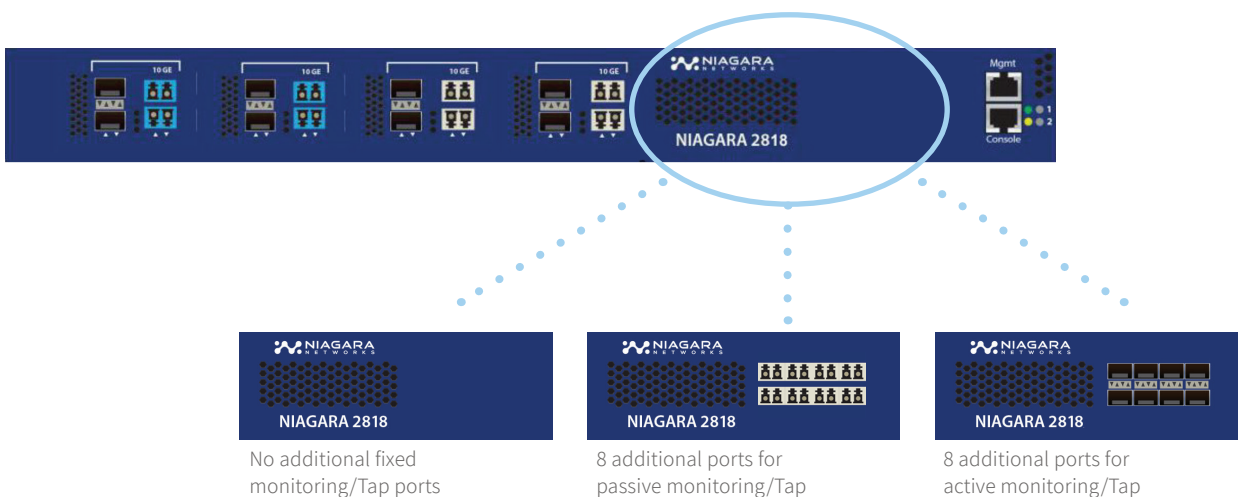 10 GE
10 GE
10 GE
10 GE
NIAGARA
NETWORKS
NIAGARA 2818
Mgmt
1
2
Console
NIAGARA
NETWORKS
NIAGARA 2818
No additional fixed
monitoring/Tap ports
NIAGARA
NETWORKS
NIAGARA 2818
8 additional ports for
passive monitoring/Tap
NIAGARA
NETWORKS
NIAGARA 2818
8 additional ports for
active monitoring/Tap